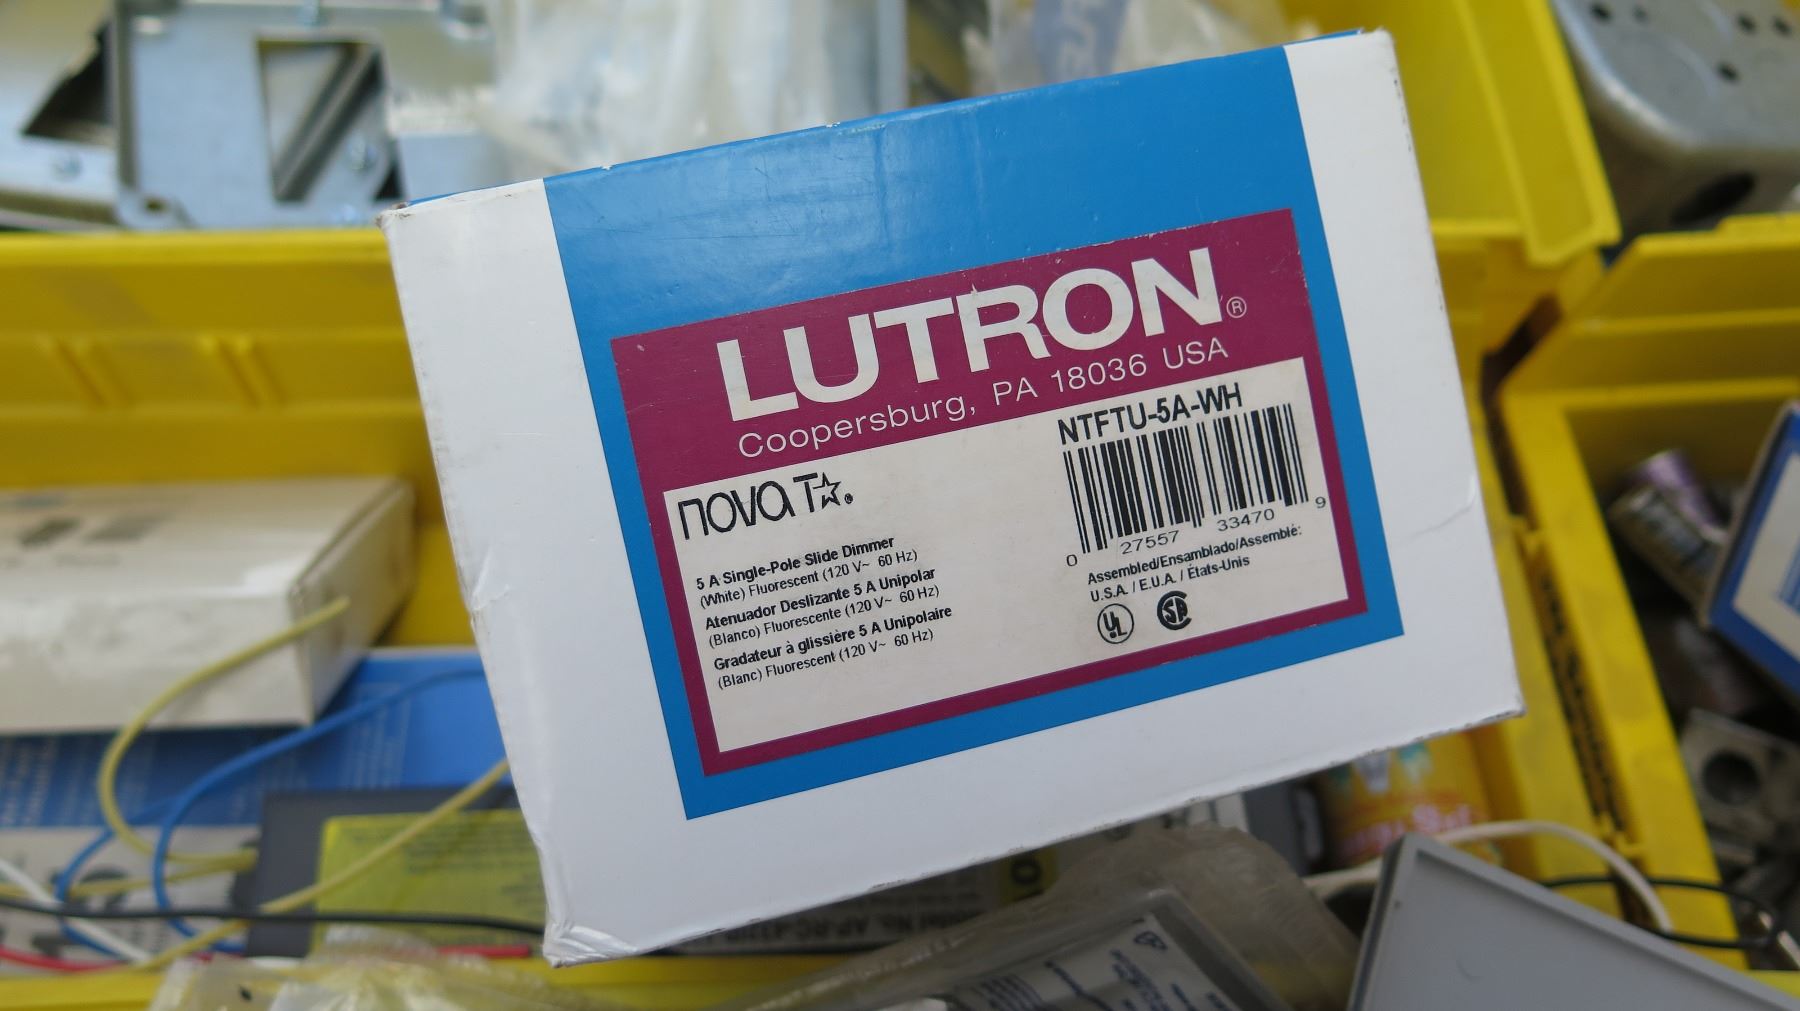 LUTRON®
Coopersburg, PA 18036 USA
nova T☆®
NTFTU-5A-WH
0 27557 33470 9
5 A Single-Pole Slide Dimmer
(White) Fluorescent (120 V~ 60 Hz)
Atenuador Deslizante 5 A Unipolar
(Blanco) Fluorescente (120 V~ 60 Hz)
Gradateur à glissière 5 A Unipolaire
(Blanc) Fluorescent (120 V~ 60 Hz)
Assembled/Ensamblado/Assemblé:
U.S.A. / E.U.A. / États-Unis
UL
SA